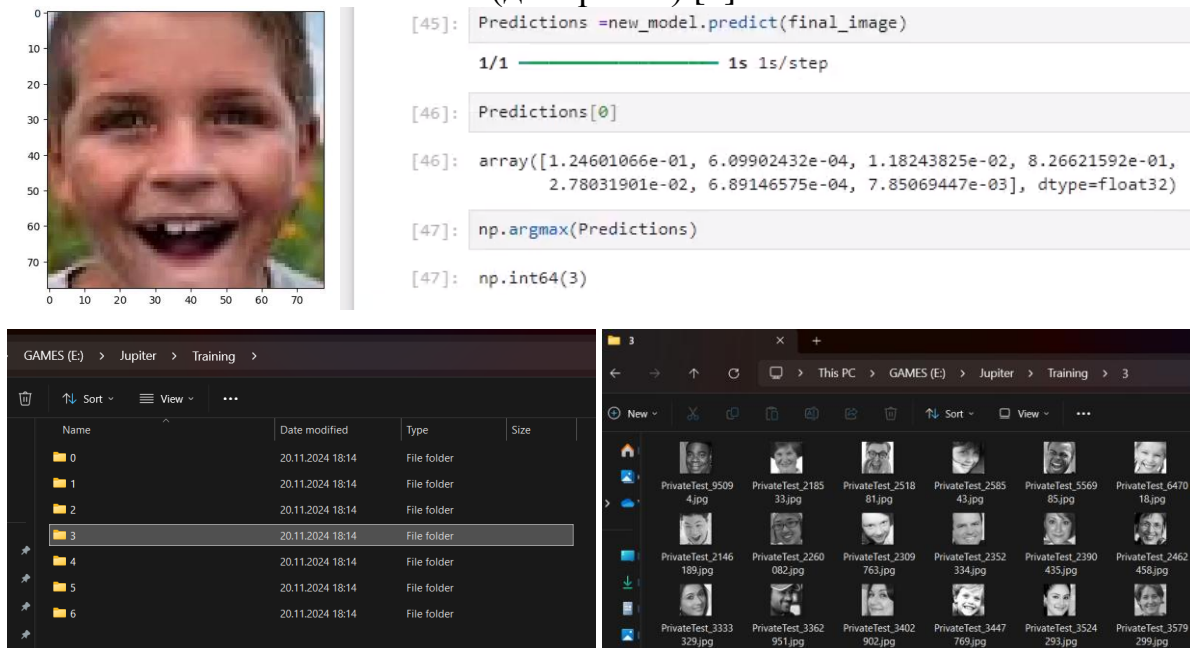 0
10
20
30
40
50
60
70
0 10 20 30 40 50 60 70
[45]: Predictions =new_model.predict(final_image)
1/1 1s 1s/step
[46]: Predictions[0]
[46]: array([1.24601066e-01, 6.09902432e-04, 1.18243825e-02, 8.26621592e-01,
2.78031901e-02, 6.89146575e-04, 7.85069447e-03], dtype=float32)
[47]: np.argmax(Predictions)
[47]: np.int64(3)
GAMES (E:) > Jupiter > Training >
Sort View ...
Name Date modified Type Size
0 20.11.2024 18:14 File folder
1 20.11.2024 18:14 File folder
2 20.11.2024 18:14 File folder
3 20.11.2024 18:14 File folder
4 20.11.2024 18:14 File folder
5 20.11.2024 18:14 File folder
6 20.11.2024 18:14 File folder
3
This PC > GAMES (E:) > Jupiter > Training > 3
New Sort View ...
PrivateTest_9509 PrivateTest_2185 PrivateTest_2518 PrivateTest_2585 PrivateTest_5569 PrivateTest_6470
4.jpg 33.jpg 81.jpg 43.jpg 85.jpg 18.jpg
PrivateTest_2146 PrivateTest_2260 PrivateTest_2309 PrivateTest_2352 PrivateTest_2390 PrivateTest_2462
189.jpg 082.jpg 763.jpg 334.jpg 435.jpg 458.jpg
PrivateTest_3333 PrivateTest_3362 PrivateTest_3402 PrivateTest_3447 PrivateTest_3524 PrivateTest_3579
329.jpg 951.jpg 902.jpg 769.jpg 293.jpg 299.jpg